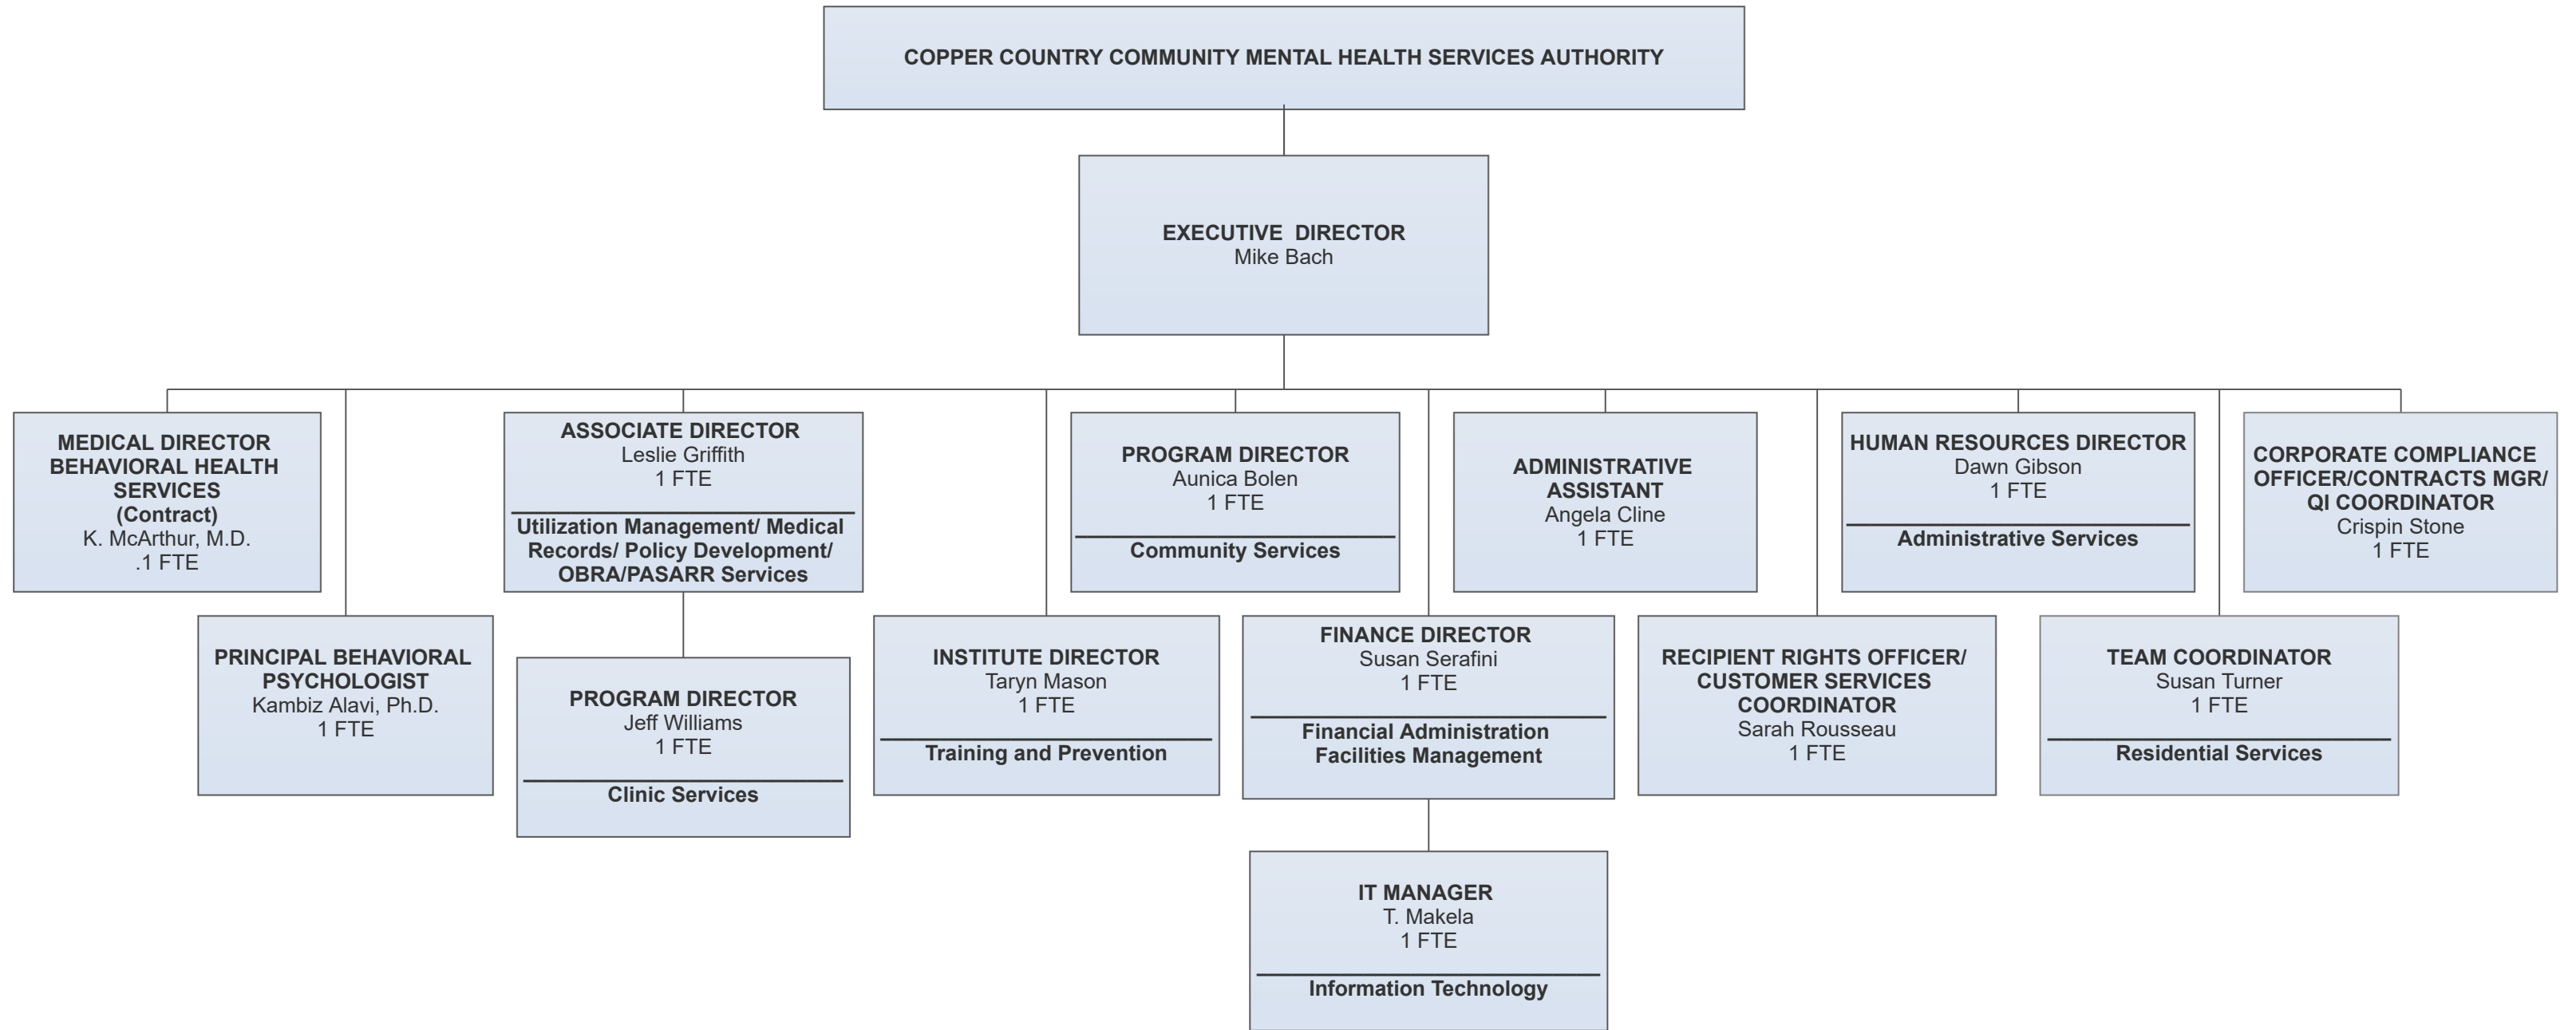 COPPER COUNTRY COMMUNITY MENTAL HEALTH SERVICES AUTHORITY
EXECUTIVE  DIRECTOR
Mike Bach
MEDICAL DIRECTOR
BEHAVIORAL HEALTH
SERVICES
(Contract)
K. McArthur, M.D.
.1 FTE
ASSOCIATE DIRECTOR
Leslie Griffith
1 FTE
Utilization Management/ Medical
Records/ Policy Development/
OBRA/PASARR Services
PROGRAM DIRECTOR
Aunica Bolen
1 FTE
Community Services
ADMINISTRATIVE
ASSISTANT
Angela Cline
1 FTE
HUMAN RESOURCES DIRECTOR
Dawn Gibson
1 FTE
Administrative Services
CORPORATE COMPLIANCE
OFFICER/CONTRACTS MGR/
QI COORDINATOR
Crispin Stone
1 FTE
PRINCIPAL BEHAVIORAL
PSYCHOLOGIST
Kambiz Alavi, Ph.D.
1 FTE
PROGRAM DIRECTOR
Jeff Williams
1 FTE
Clinic Services
INSTITUTE DIRECTOR
Taryn Mason
1 FTE
Training and Prevention
FINANCE DIRECTOR
Susan Serafini
1 FTE
Financial Administration
Facilities Management
RECIPIENT RIGHTS OFFICER/
CUSTOMER SERVICES
COORDINATOR
Sarah Rousseau
1 FTE
TEAM COORDINATOR
Susan Turner
1 FTE
Residential Services
IT MANAGER
T. Makela
1 FTE
Information Technology